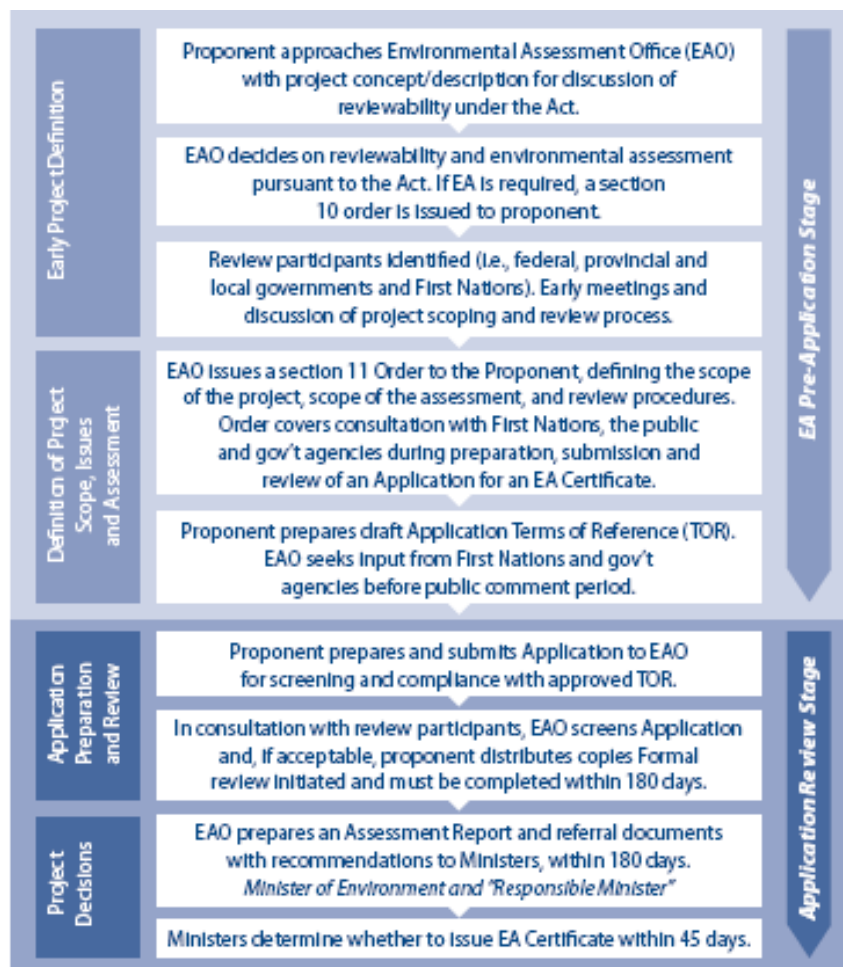 Early Project Definition
Proponent approaches Environmental Assessment Office (EAO)
with project concept/description for discussion of
reviewability under the Act.
EAO decides on reviewability and environmental assessment
pursuant to the Act. If EA is required, a section
10 order is issued to proponent.
Review participants identified (i.e., federal, provincial and
local governments and First Nations). Early meetings and
discussion of project scoping and review process.
Definition of Project
Scope, Issues
and Assessment
EAO issues a section 11 Order to the Proponent, defining the scope
of the project, scope of the assessment, and review procedures.
Order covers consultation with First Nations, the public
and gov't agencies during preparation, submission and
review of an Application for an EA Certificate.
Proponent prepares draft Application Terms of Reference (TOR).
EAO seeks input from First Nations and gov't
agencies before public comment period.
EA Pre-Application Stage
Application
Preparation
and Review
Proponent prepares and submits Application to EAO
for screening and compliance with approved TOR.
In consultation with review participants, EAO screens Application
and, if acceptable, proponent distributes copies Formal
review initiated and must be completed within 180 days.
Project
Decisions
EAO prepares an Assessment Report and referral documents
with recommendations to Ministers, within 180 days.
Minister of Environment and "Responsible Minister"
Ministers determine whether to issue EA Certificate within 45 days.
Application Review Stage